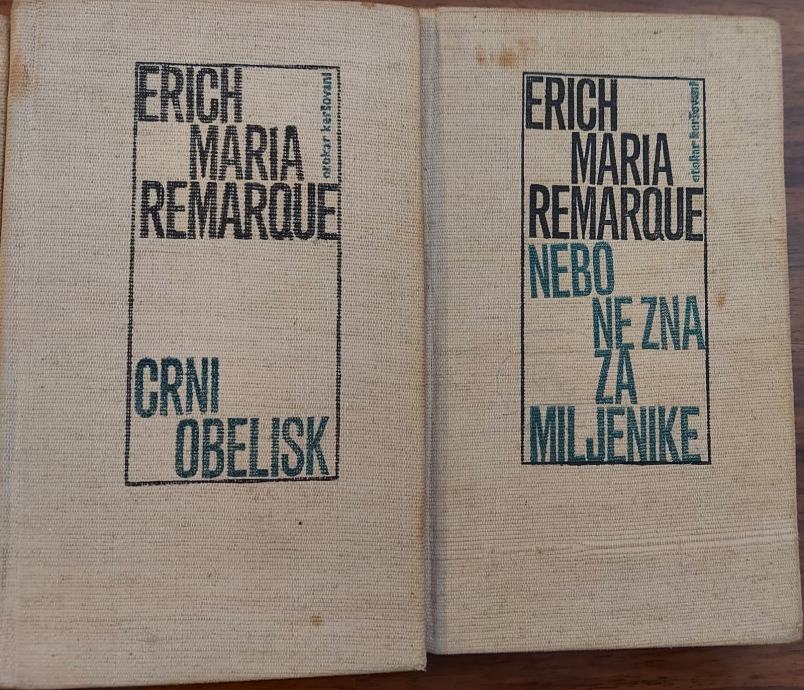 ERICH
MARIA
REMARQUE
otokar keršovani
CRNI
OBELISK
ERICH
MARIA
REMARQUE
otokar keršovani
NEBO
NE ZNA
ZA
MILJENIKE